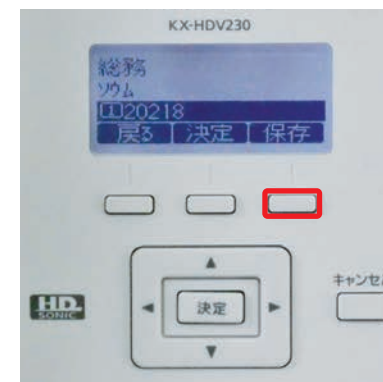 KX-HDV230
総務
ソウム
1 20218
戻る 決定 保存
キャンセル
HD
SONIC
決定